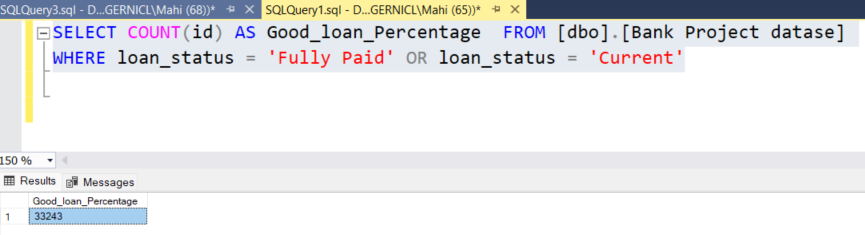 SQLQuery3.sql - D...GERNICL\Mahi (68))* SQLQuery1.sql - D...GERNICL\Mahi (65))*
SELECT COUNT(id) AS Good_loan_Percentage FROM [dbo].[Bank Project datase]
WHERE loan_status = 'Fully Paid' OR loan_status = 'Current'
150 %
Results Messages
Good_loan_Percentage
1 33243